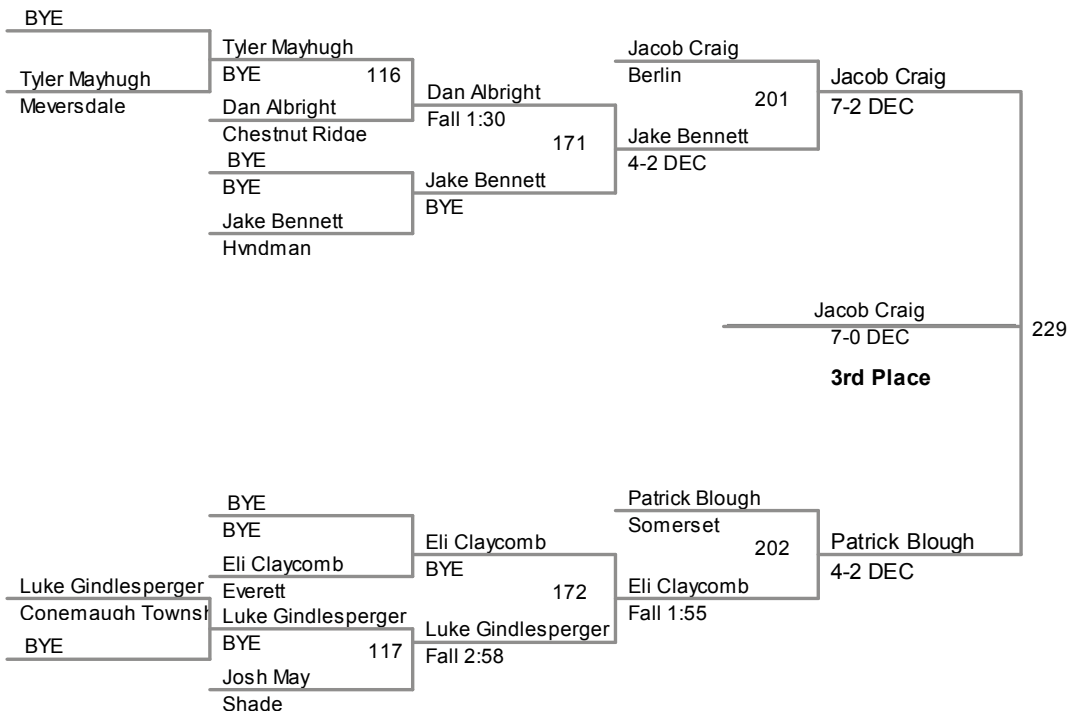 BYE
Tyler Mayhugh
Meyersdale
Tyler Mayhugh
BYE
116
Dan Albright
Chestnut Ridge
BYE
BYE
Jake Bennett
Hyndman
Dan Albright
Fall 1:30
171
Jake Bennett
BYE
Jacob Craig
Berlin
201
Jake Bennett
4-2 DEC
Jacob Craig
7-2 DEC
Jacob Craig
7-0 DEC
229
3rd Place
BYE
BYE
Eli Claycomb
Everett
Luke Gindlesperger
Conemaugh Townsh
BYE
Luke Gindlesperger
BYE
117
Josh May
Shade
Eli Claycomb
BYE
172
Luke Gindlesperger
Fall 2:58
Patrick Blough
Somerset
202
Eli Claycomb
Fall 1:55
Patrick Blough
4-2 DEC